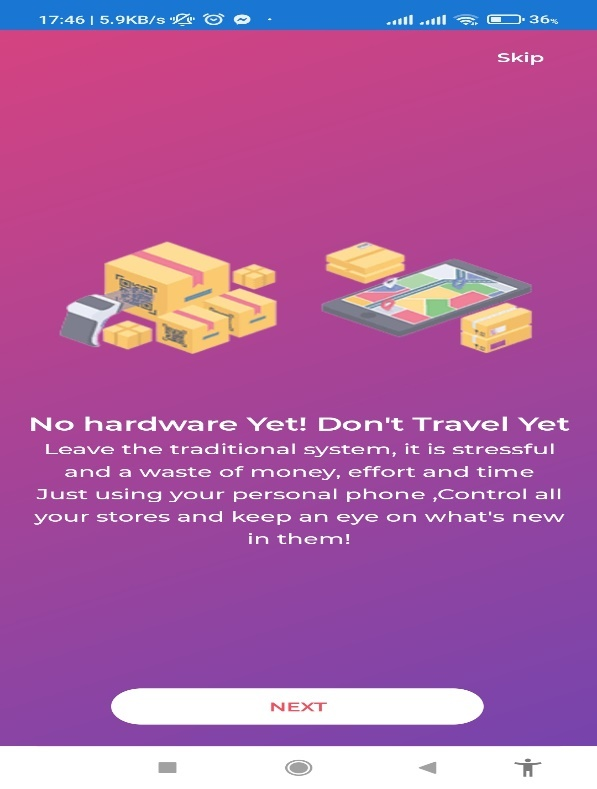 17:46 | 5.9KB/s
36%
Skip
No hardware Yet! Don't Travel Yet
Leave the traditional system, it is stressful
and a waste of money, effort and time
Just using your personal phone ,Control all
your stores and keep an eye on what's new
in them!
NEXT